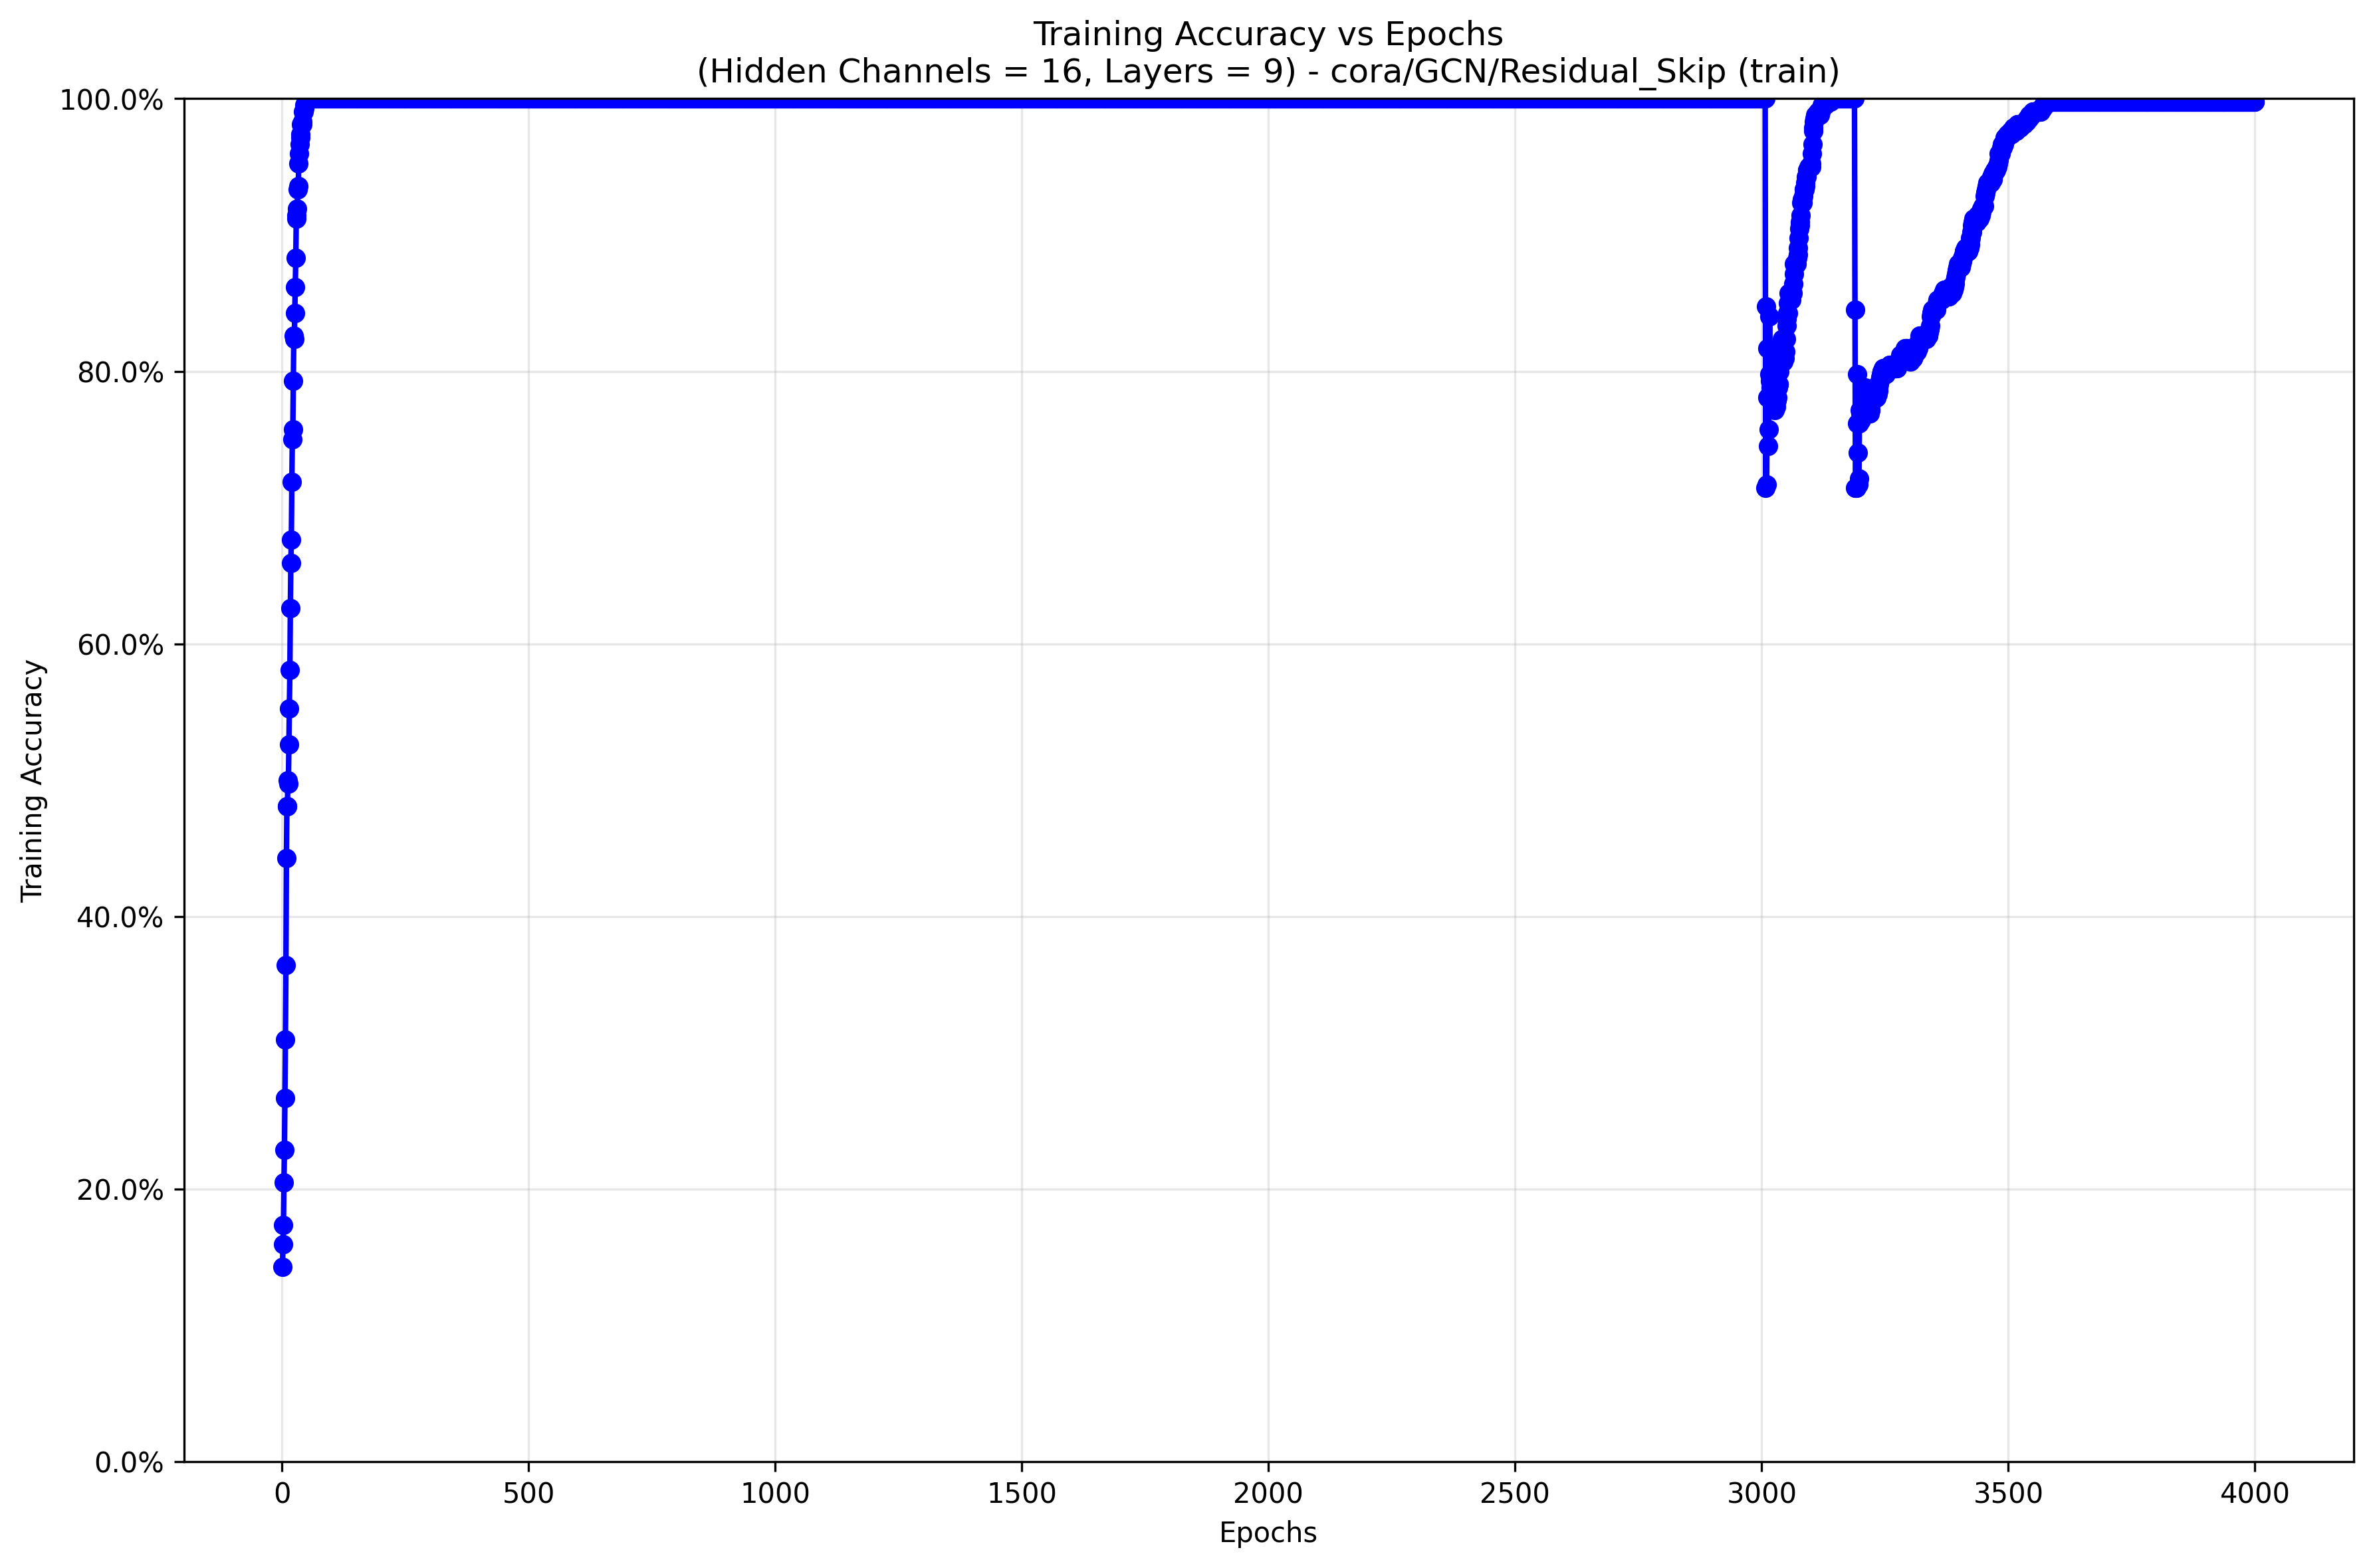 Training Accuracy vs Epochs
(Hidden Channels = 16, Layers = 9) - cora/GCN/Residual_Skip (train)
Training Accuracy
100.0%
80.0%
60.0%
40.0%
20.0%
0.0%
0 500 1000 1500 2000 2500 3000 3500 4000
Epochs